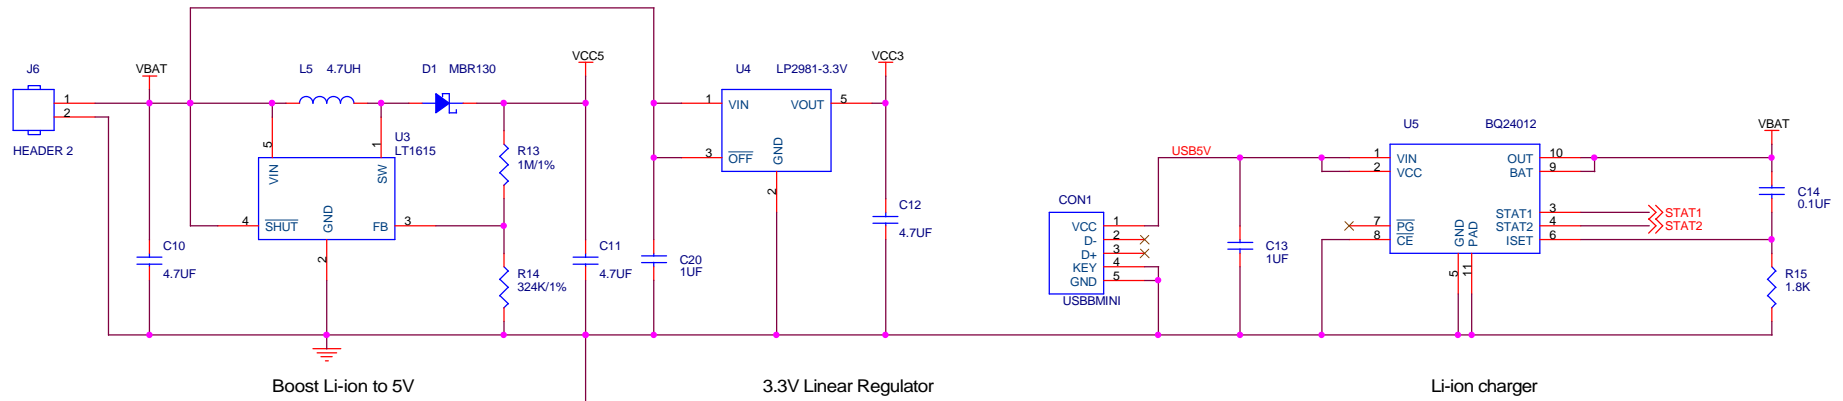 J6
1
2
HEADER 2
VBAT
L5 4.7UH
D1 MBR130
VCC5
5
1
U3
LT1615
VIN
SW
GND
4
SHUT
FB
3
2
R13
1M/1%
R14
324K/1%
C10
4.7UF
C11
4.7UF
C20
1UF
U4 LP2981-3.3V
1
VIN
VOUT
5
3
OFF
GND
2
VCC3
C12
4.7UF
CON1
VCC
1
D-
2
D+
3
KEY
4
GND
5
USBBMINI
USB5V
C13
1UF
U5 BQ24012
1
VIN
2
VCC
7
PG
8
CE
OUT
10
BAT
9
STAT1
3
STAT2
4
ISET
6
GND
PAD
5
11
STAT1
STAT2
VBAT
C14
0.1UF
R15
1.8K
Boost Li-ion to 5V
3.3V Linear Regulator
Li-ion charger